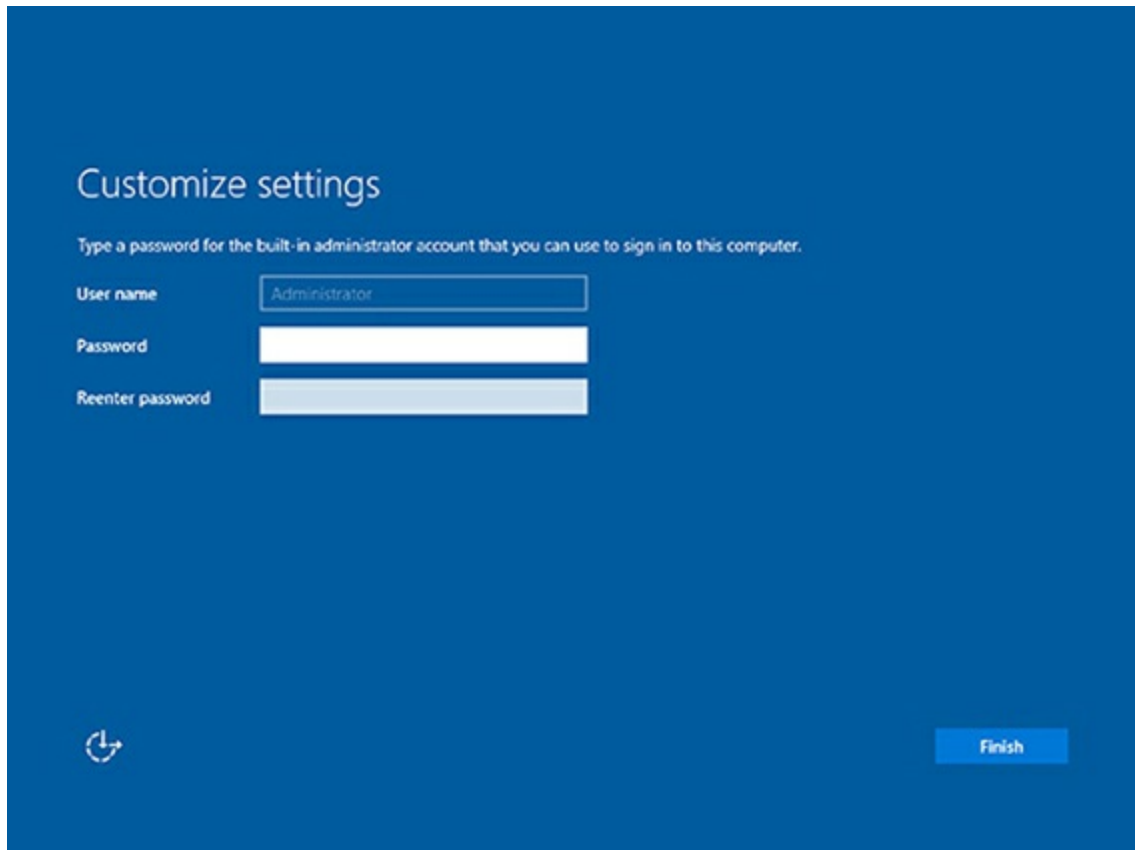 Customize settings
Type a password for the built-in administrator account that you can use to sign in to this computer.
User name Administrator
Password
Reenter password
Finish